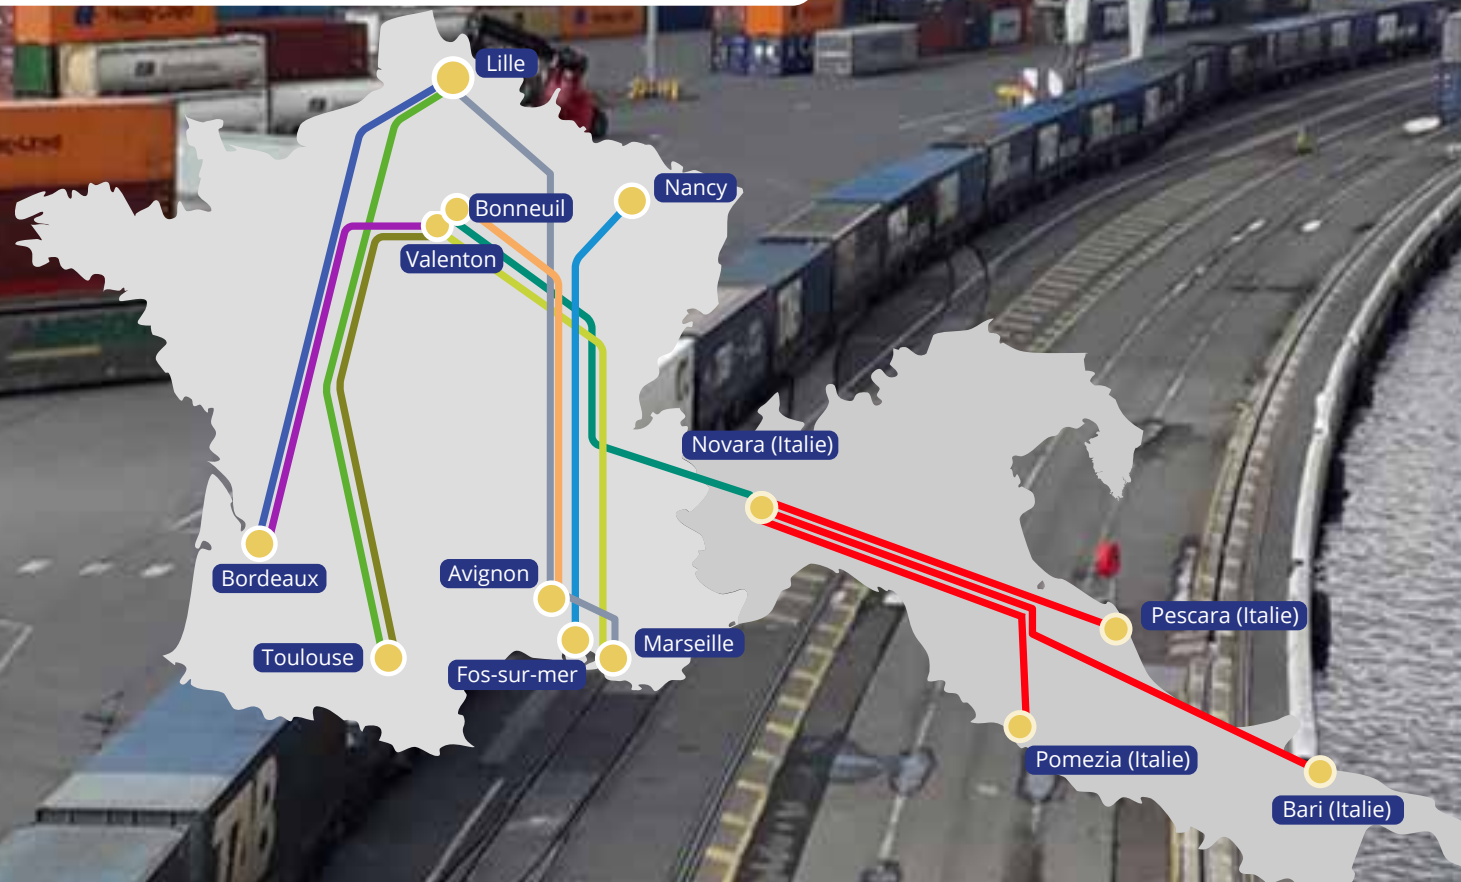 Lille
Nancy
Bonneuil
Valenton
Novara (Italie)
Avignon
Bordeaux
Pescara (Italie)
Marseille
Toulouse
Fos-sur-mer
Pomezia (Italie)
Bari (Italie)